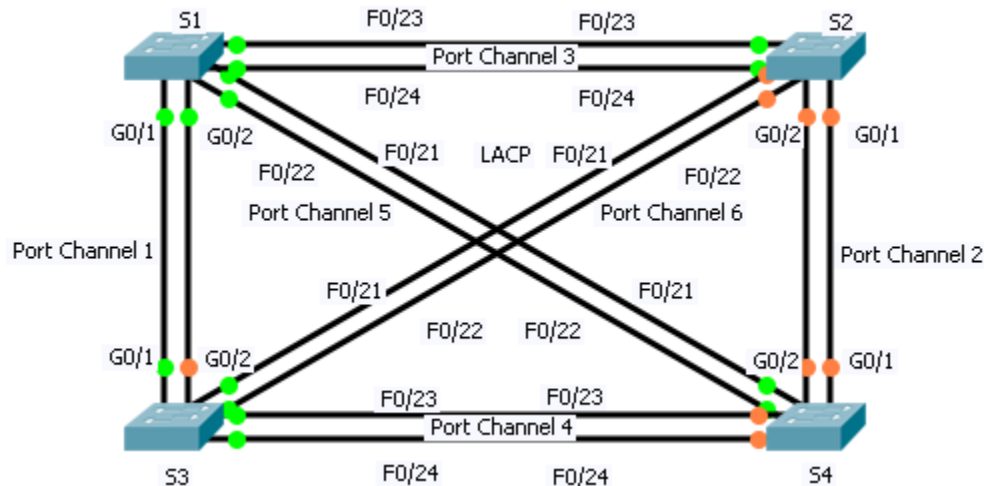 S1
F0/23
F0/23
S2
Port Channel 3
F0/24
F0/24
G0/1
G0/2
G0/2
G0/1
F0/21
LACP
F0/21
F0/22
F0/22
Port Channel 5
Port Channel 6
Port Channel 1
Port Channel 2
F0/21
F0/21
F0/22
F0/22
G0/1
G0/2
G0/2
G0/1
F0/23
F0/23
Port Channel 4
S3
F0/24
F0/24
S4